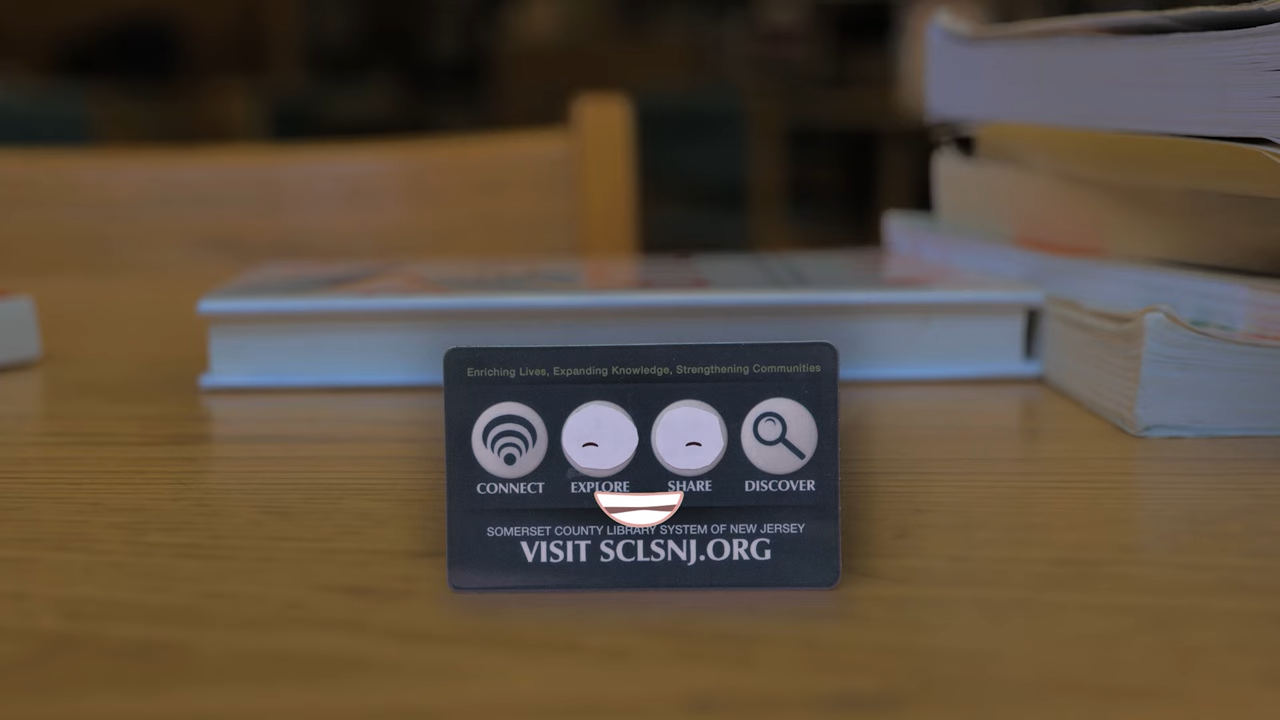 Enriching Lives, Expanding Knowledge, Strengthening Communities
CONNECT EXPLORE SHARE DISCOVER
SOMERSET COUNTY LIBRARY SYSTEM OF NEW JERSEY
VISIT SCLSNJ.ORG